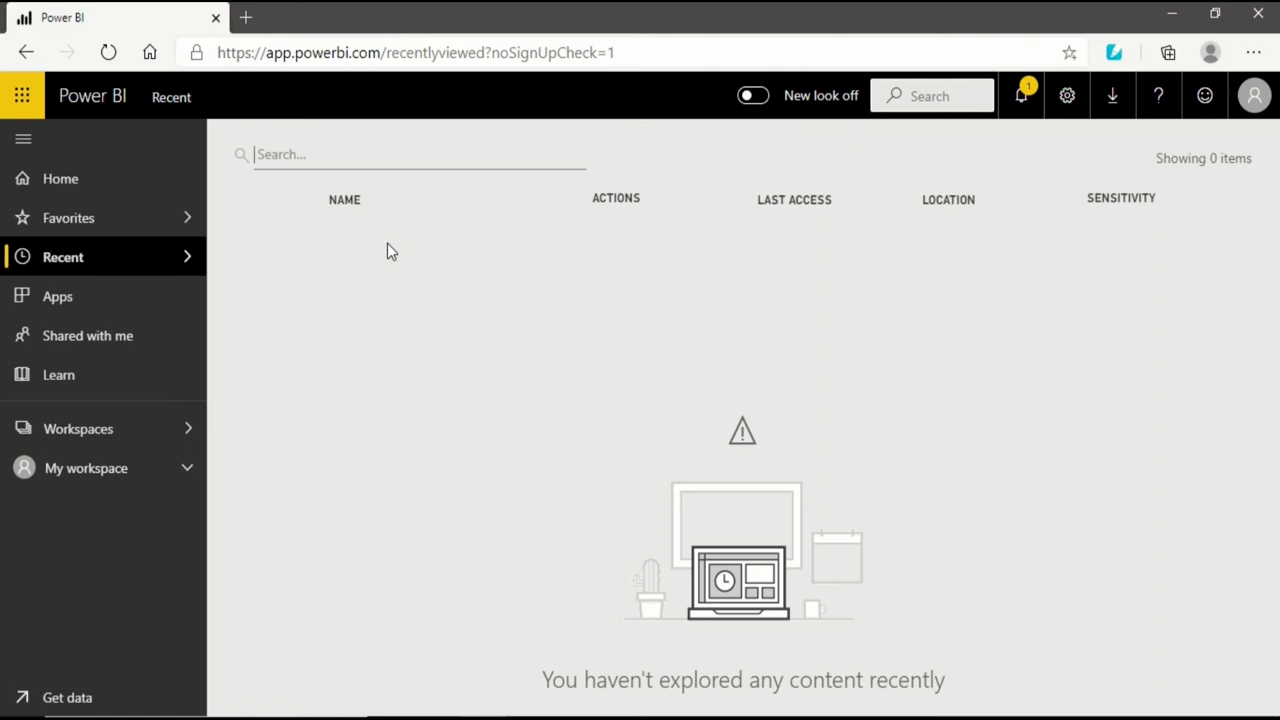 Power BI
https://app.powerbi.com/recentlyviewed?noSignUpCheck=1
Power BI Recent New look off Search 1 ?
Search... Showing 0 items
NAME ACTIONS LAST ACCESS LOCATION SENSITIVITY
Home
Favorites
Recent
Apps
Shared with me
Learn
Workspaces
My workspace
You haven't explored any content recently
Get data